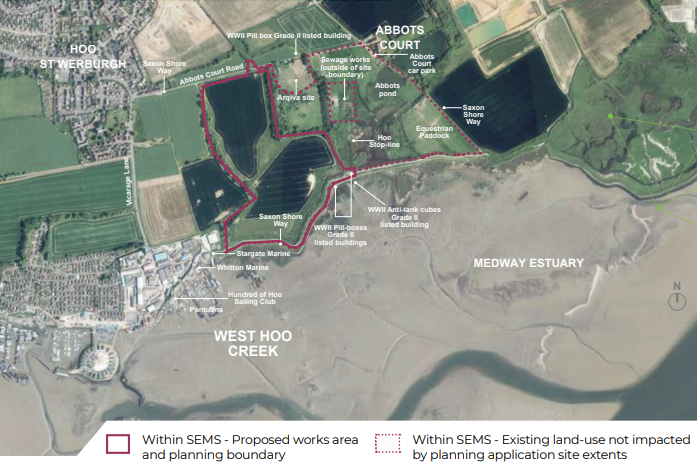 HOO
ST WERBURGH
WWII Pill box Grade II listed building
ABBOTS
COURT
Saxon Shore
Way
Abbots Court Road
Sewage works
(outside of site
boundary)
Abbots
Court
car park
Arqiva site
Abbots
pond
Saxon
Shore
Way
Equestrian
Paddock
Hoo
Stop-line
Vicarage Lane
WWII Anti-tank cubes
Grade II
listed building
Saxon Shore
Way
WWII Pill-boxes
Grade II
listed buildings
Stargate Marine
Whitton Marine
MEDWAY ESTUARY
Hundred of Hoo
Sailing Club
Pontoons
N
WEST HOO
CREEK
Within SEMS - Proposed works area
and planning boundary
Within SEMS - Existing land-use not impacted
by planning application site extents